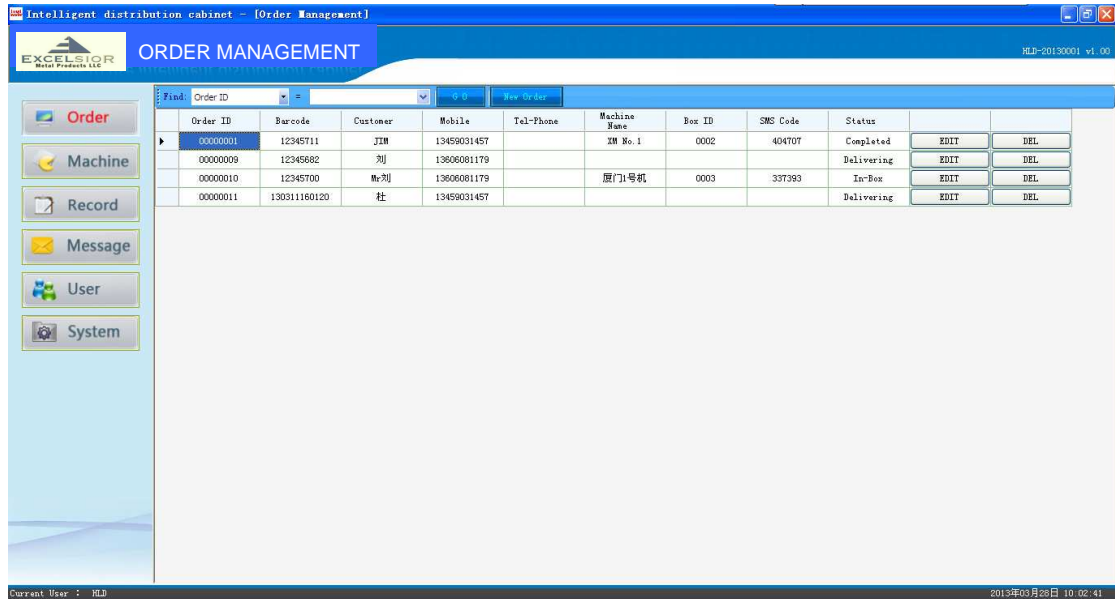 Intelligent distribution cabinet - [Order Management]
EXCELSIOR
Metal Products LLC
ORDER MANAGEMENT
HLD-20130001 v1.00
Find: Order ID = G O New Order
Order
Machine
Record
Message
User
System
Order ID Barcode Customer Mobile Tel-Phone Machine Name Box ID SMS Code Status
00000001 12345711 JIM 13459031457 XM No.1 0002 404707 Completed EDIT DEL
00000009 12345682 刘 13606081179 Delivering EDIT DEL
00000010 12345700 Mr刘 13606081179 厦门1号机 0003 337393 In-Box EDIT DEL
00000011 130311160120 杜 13459031457 Delivering EDIT DEL
Current User : HLD
2013年03月28日 10:02:41